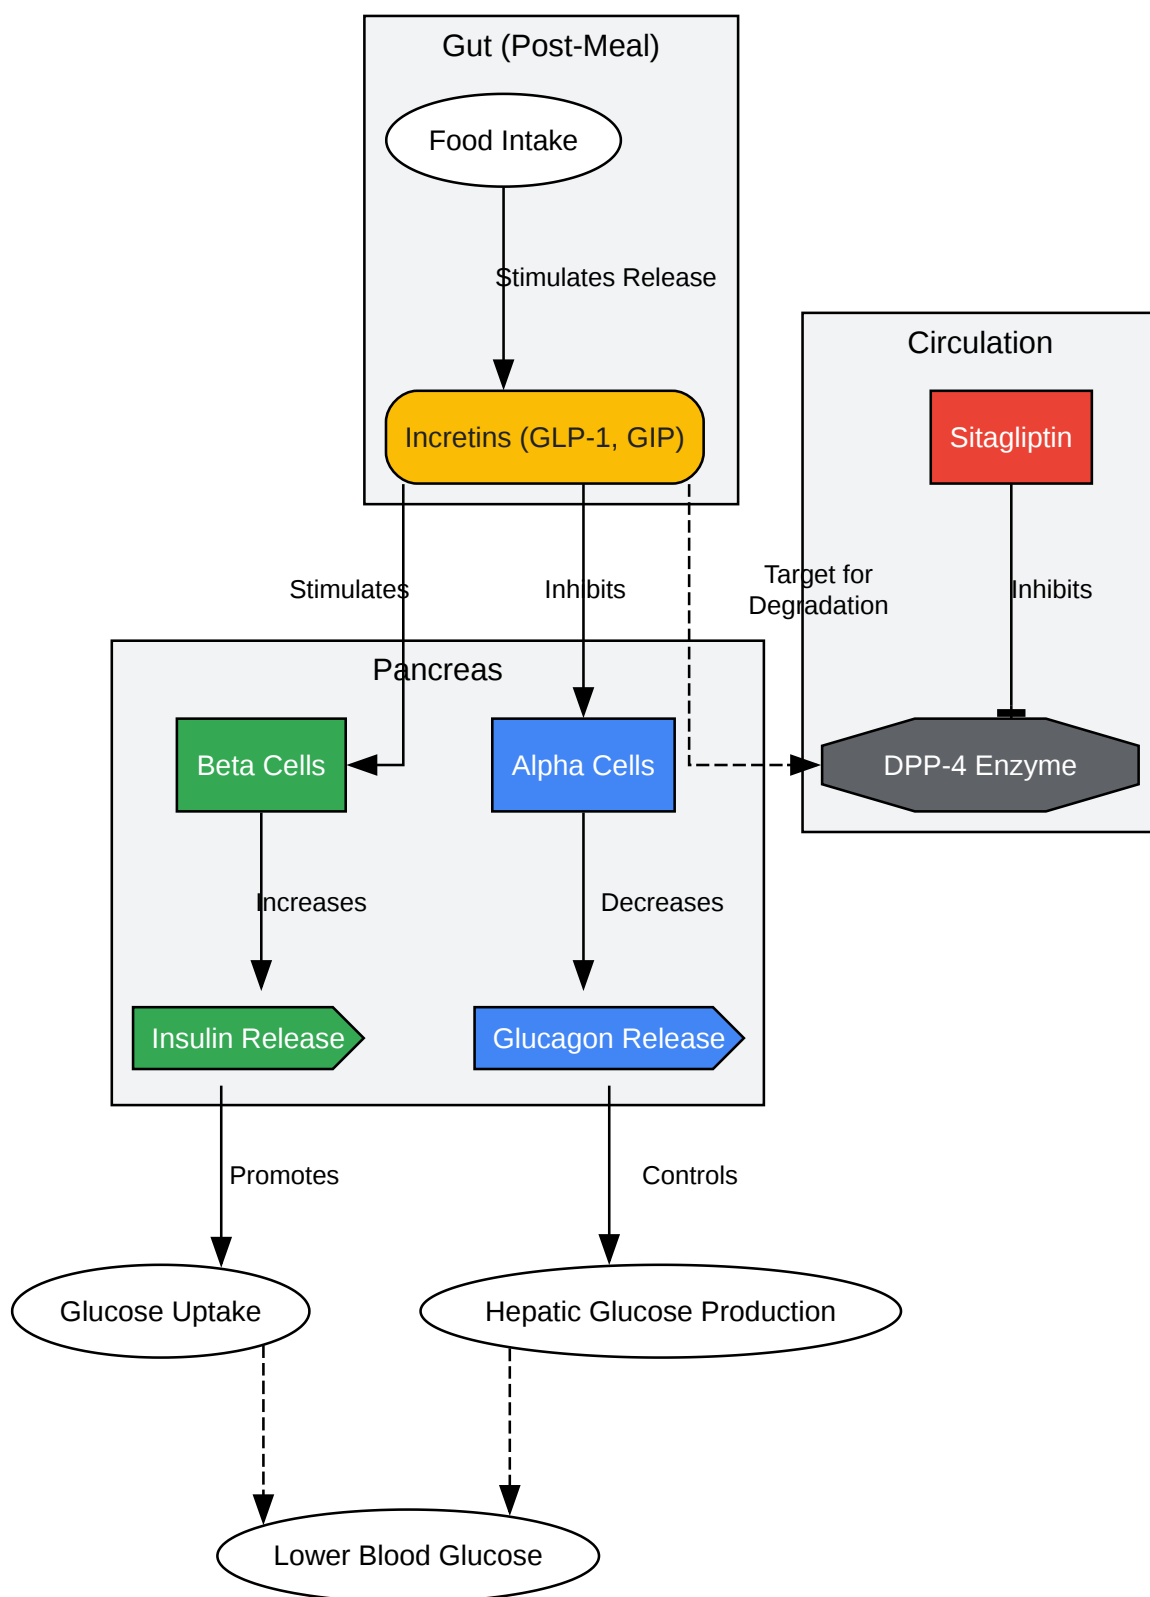 Gut (Post-Meal)
Food Intake
Stimulates Release
Circulation
Incretins (GLP-1, GIP)
Sitagliptin
Stimulates
Inhibits
Target for
Degradation
Inhibits
Pancreas
Beta Cells
Alpha Cells
DPP-4 Enzyme
Increases
Decreases
Insulin Release
Glucagon Release
Promotes
Controls
Glucose Uptake
Hepatic Glucose Production
Lower Blood Glucose